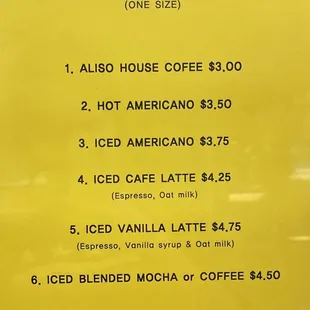 (ONE SIZE)
1. ALISO HOUSE COFEE $3.00
2. HOT AMERICANO $3.50
3. ICED AMERICANO $3.75
4. ICED CAFE LATTE $4.25
(Espresso, Oat milk)
5. ICED VANILLA LATTE $4.75
(Espresso, Vanilla syrup & Oat milk)
6. ICED BLENDED MOCHA or COFFEE $4.50